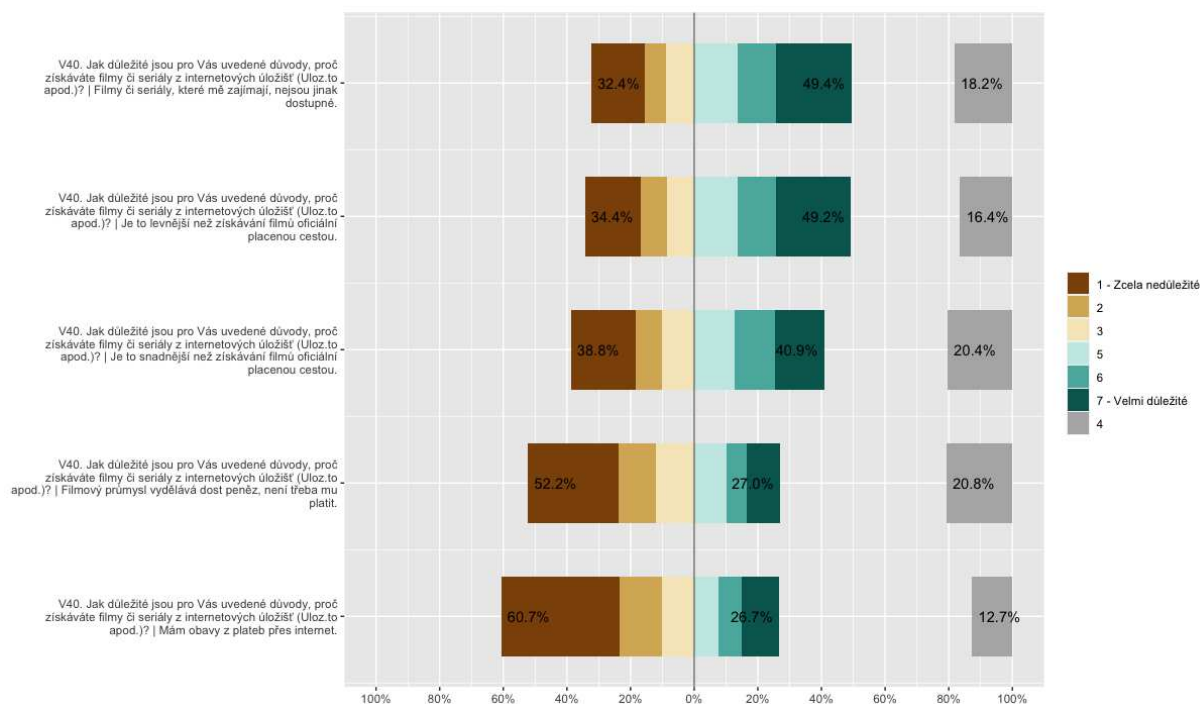 V40. Jak důležité jsou pro Vás uvedené důvody, proč
získáváte filmy či seriály z internetových úložišť (Uloz.to
apod.)? | Filmy či seriály, které mě zajímají, nejsou jinak
dostupné.
32.4%
49.4%
18.2%
V40. Jak důležité jsou pro Vás uvedené důvody, proč
získáváte filmy či seriály z internetových úložišť (Uloz.to
apod.)? | Je to levnější než získávání filmů oficiální
placenou cestou.
34.4%
49.2%
16.4%
V40. Jak důležité jsou pro Vás uvedené důvody, proč
získáváte filmy či seriály z internetových úložišť (Uloz.to
apod.)? | Je to snadnější než získávání filmů oficiální
placenou cestou.
38.8%
40.9%
20.4%
V40. Jak důležité jsou pro Vás uvedené důvody, proč
získáváte filmy či seriály z internetových úložišť (Uloz.to
apod.)? | Filmový průmysl vydělává dost peněz, není třeba mu
platit.
52.2%
27.0%
20.8%
V40. Jak důležité jsou pro Vás uvedené důvody, proč
získáváte filmy či seriály z internetových úložišť (Uloz.to
apod.)? | Mám obavy z plateb přes internet.
60.7%
26.7%
12.7%
100%
80%
60%
40%
20%
0%
20%
40%
60%
80%
100%
1 - Zcela nedůležité
2
3
5
6
7 - Velmi důležité
4